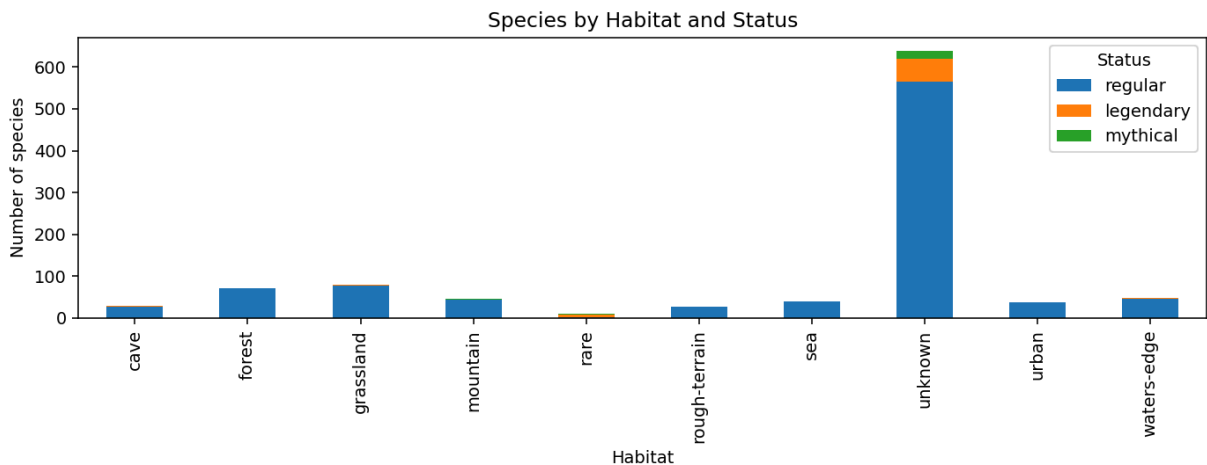 Species by Habitat and Status
Number of species
600
500
400
300
200
100
0
Status
regular
legendary
mythical
cave
forest
grassland
mountain
rare
rough-terrain
sea
unknown
urban
waters-edge
Habitat